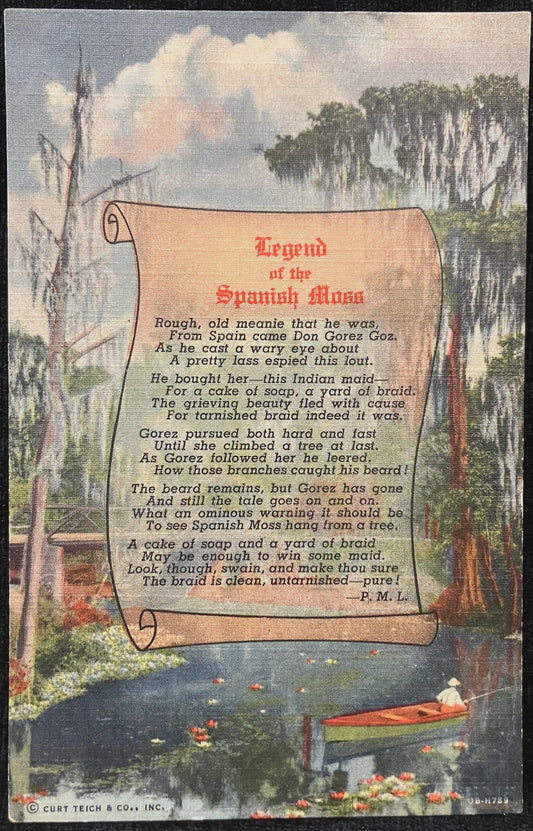 Legend
of the
Spanish Moss
Rough, old meanie that he was,
From Spain came Don Gorez Goz.
As he cast a wary eye about
A pretty lass espied this lout.
He bought her—this Indian maid—
For a cake of soap, a yard of braid.
The grieving beauty fled with cause
For tarnished braid indeed it was.
Gorez pursued both hard and fast
Until she climbed a tree at last.
As Gorez followed her he leered.
How those branches caught his beard!
The beard remains, but Gorez has gone
And still the tale goes on and on.
What an ominous warning it should be
To see Spanish Moss hang from a tree.
A cake of soap and a yard of braid
May be enough to win some maid.
Look, though, swain, and make thou sure
The braid is clean, untarnished—pure!
—P. M. L.
© CURT TEICH & CO., INC.
OB-H789